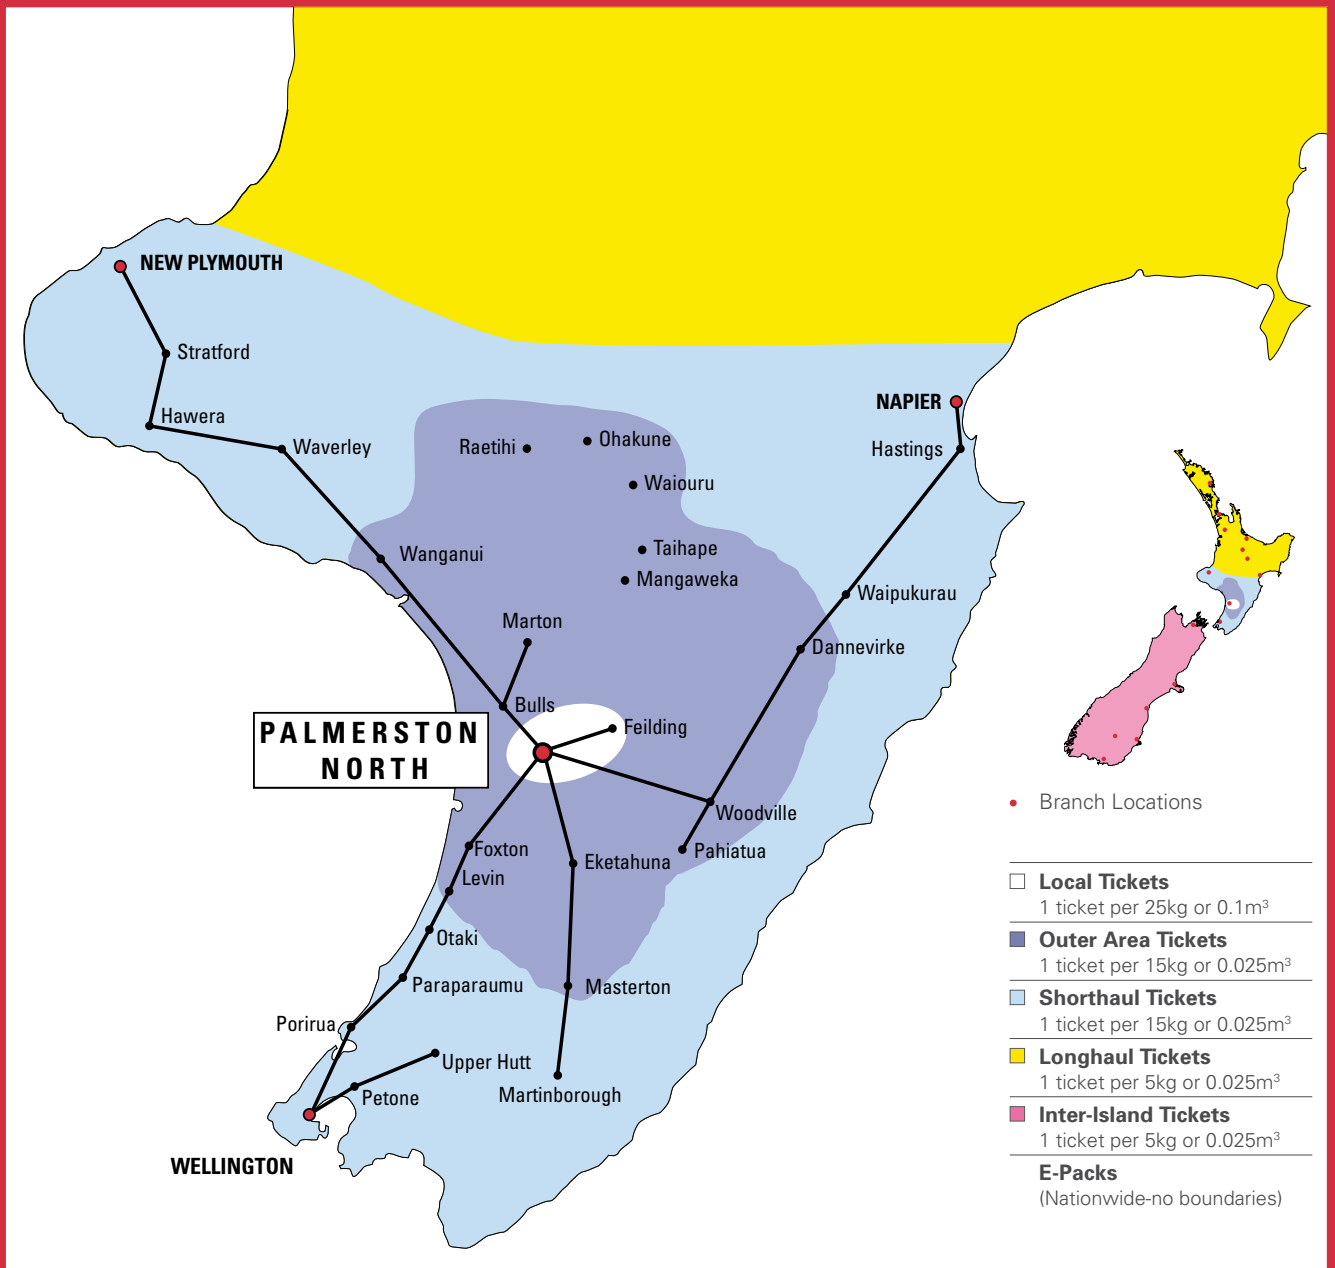 NEW PLYMOUTH
Stratford
Hawera
Waverley
NAPIER
Hastings
Raetihi
Ohakune
Waiouru
Wanganui
Taihape
Mangaweka
Waipukurau
Marton
Dannevirke
Bulls
Feilding
PALMERSTON
NORTH
Woodville
Pahiatua
Foxton
Eketahuna
Levin
Otaki
Paraparaumu
Masterton
Porirua
Upper Hutt
Petone
Martinborough
WELLINGTON
Branch Locations
Local Tickets
1 ticket per 25kg or 0.1m³
Outer Area Tickets
1 ticket per 15kg or 0.025m³
Shorthaul Tickets
1 ticket per 15kg or 0.025m³
Longhaul Tickets
1 ticket per 5kg or 0.025m³
Inter-Island Tickets
1 ticket per 5kg or 0.025m³
E-Packs
(Nationwide-no boundaries)